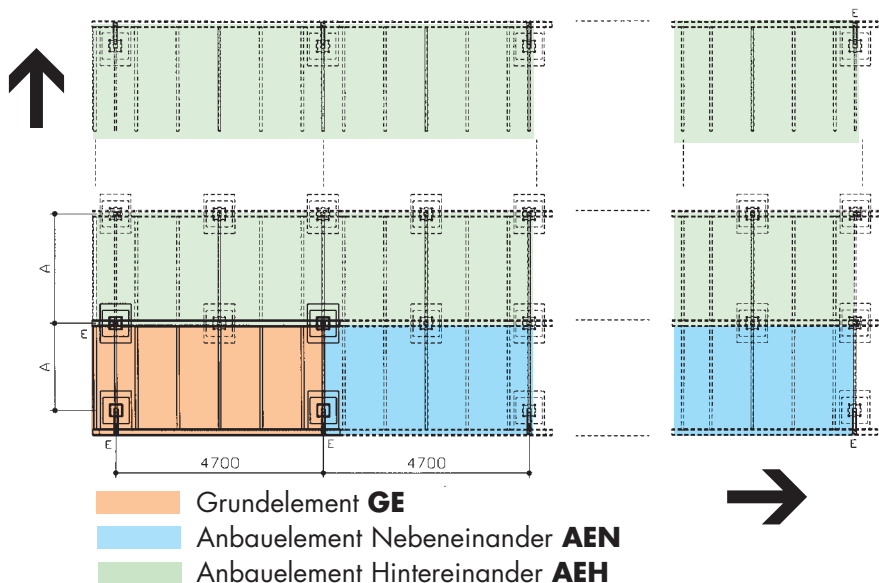 E
A
E
A
E
E
E
4700
4700
Grundelement GE
Anbauelement Nebeneinander AEN
Anbauelement Hintereinander AEH